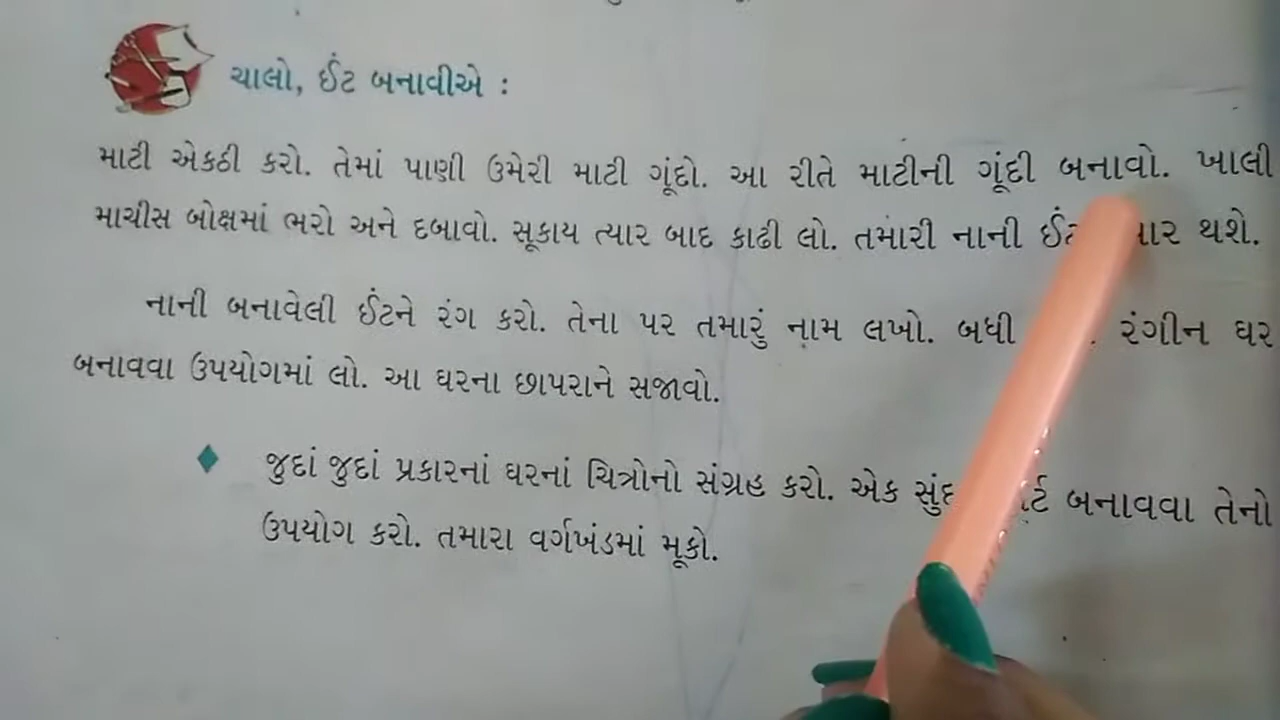 ચાલો, ઈંટ બનાવીએ :
માટી એકઠી કરો. તેમાં પાણી ઉમેરી માટી ગૂંદો. આ રીતે માટીની ગૂંદી બનાવો. ખાલી
માચીસ બોક્ષમાં ભરો અને દબાવો. સૂકાય ત્યાર બાદ કાઢી લો. તમારી નાની થશે.
નાની બનાવેલી ઈંટને રંગ કરો. તેના પર તમારું નામ લખો. બધી રંગીન ઘર
બનાવવા ઉપયોગમાં લો. આ ઘરના છાપરાને સજાવો.
જુદાં જુદાં પ્રકારનાં ઘરનાં ચિત્રોનો સંગ્રહ કરો. એક બનાવવા તેનો
ઉપયોગ કરો. તમારા વર્ગખંડમાં મૂકો.